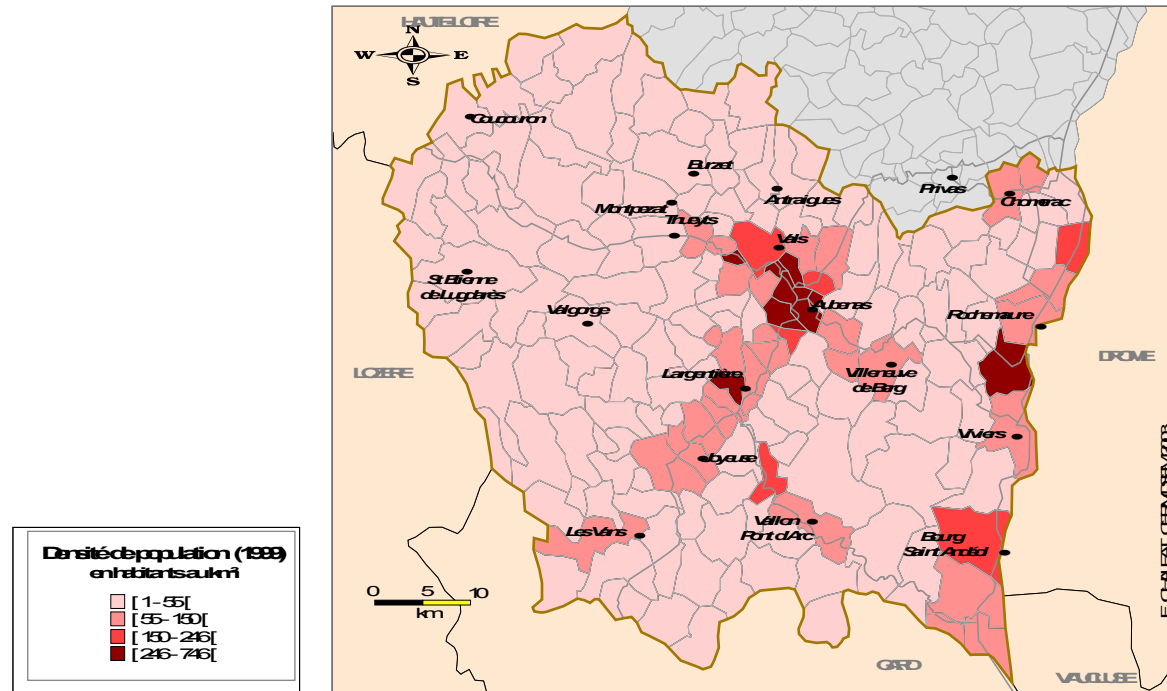 HAUTE-LOIRE
N
W E
S
Coucouron
Burzet
Privas
Antraigues
Chomerac
Montpezat
Thueyts
Vals
St Etienne
de Lugdarès
Aubenas
Valgorge
Rochemaure
DROME
LOZERE
Largentière
Villeneuve
de Berg
Viviers
Joyeuse
Les Vans
Vallon
Pont d'Arc
Bourg
Saint Andéol
Densité de population (1999)
en habitants au km²
[ 1 - 55 [
[ 55 - 150 [
[ 150 - 246 [
[ 246 - 746 [
0 5 10
km
GARD
VAUCLUSE